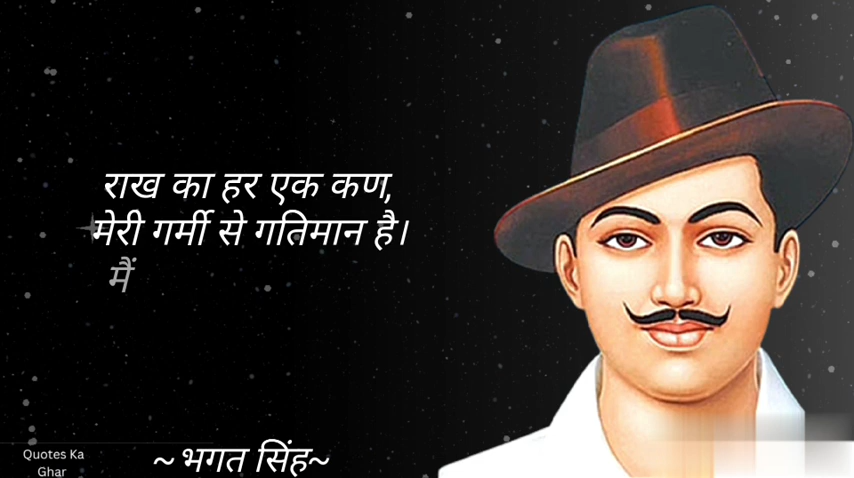 राख का हर एक कण,
मेरी गर्मी से गतिमान है।
मैं
~भगत सिंह~
Quotes Ka
Ghar